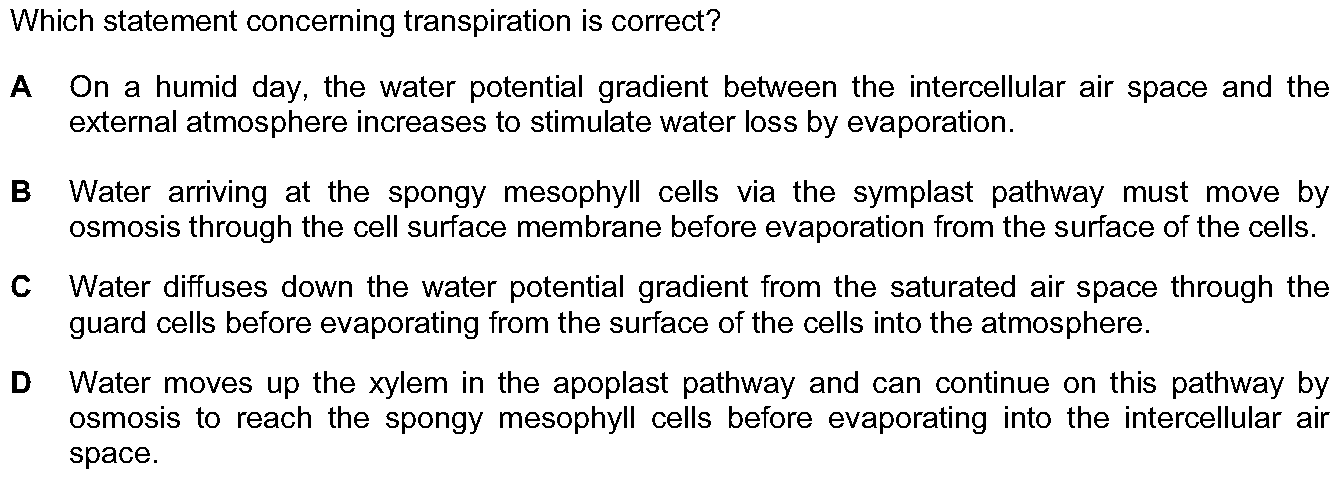 Which statement concerning transpiration is correct?
A On a humid day, the water potential gradient between the intercellular air space and the
external atmosphere increases to stimulate water loss by evaporation.
B Water arriving at the spongy mesophyll cells via the symplast pathway must move by
osmosis through the cell surface membrane before evaporation from the surface of the cells.
C Water diffuses down the water potential gradient from the saturated air space through the
guard cells before evaporating from the surface of the cells into the atmosphere.
D Water moves up the xylem in the apoplast pathway and can continue on this pathway by
osmosis to reach the spongy mesophyll cells before evaporating into the intercellular air
space.